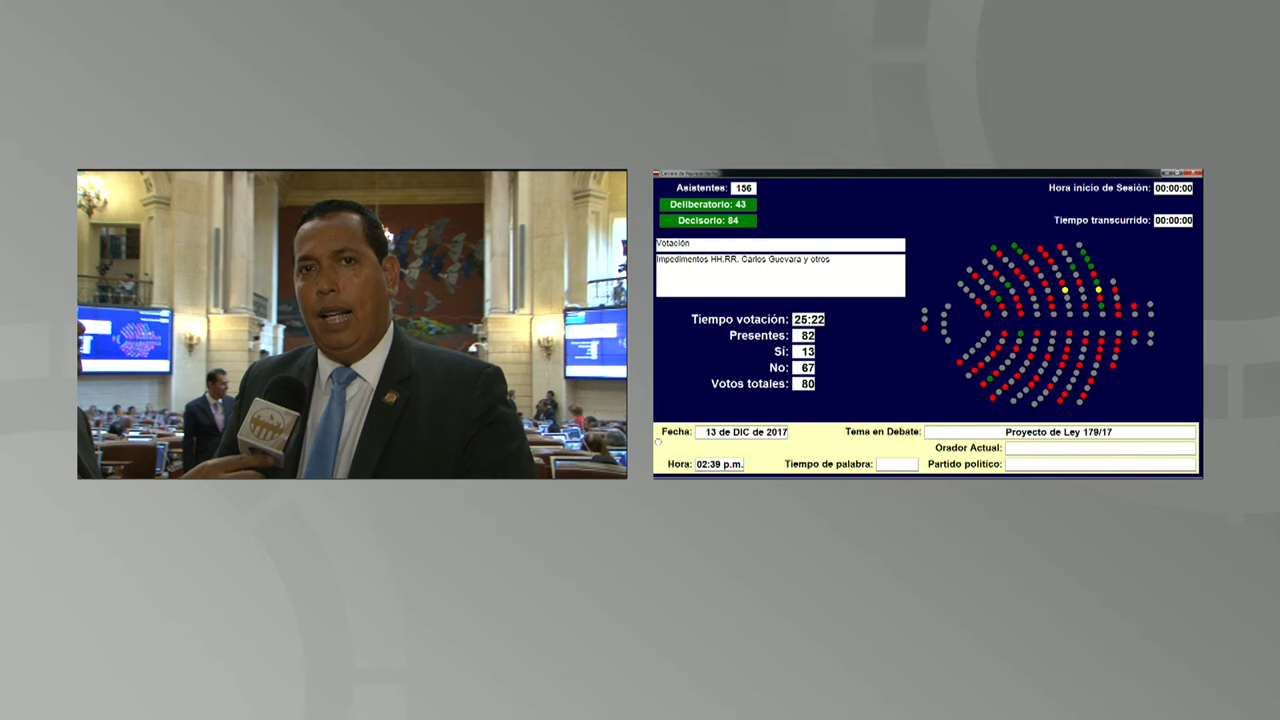 Asistentes: 156
Deliberatorio: 43
Decisorio: 84
Hora inicio de Sesión: 00:00:00
Tiempo transcurrido: 00:00:00
Votación
Impedimentos HH.RR. Carlos Guevara y otros
Tiempo votación: 25:22
Presentes: 82
Si: 13
No: 67
Votos totales: 80
Fecha: 13 de DIC de 2017
Tema en Debate: Proyecto de Ley 179/17
Orador Actual:
Hora: 02:39 p.m.
Tiempo de palabra:
Partido politico: